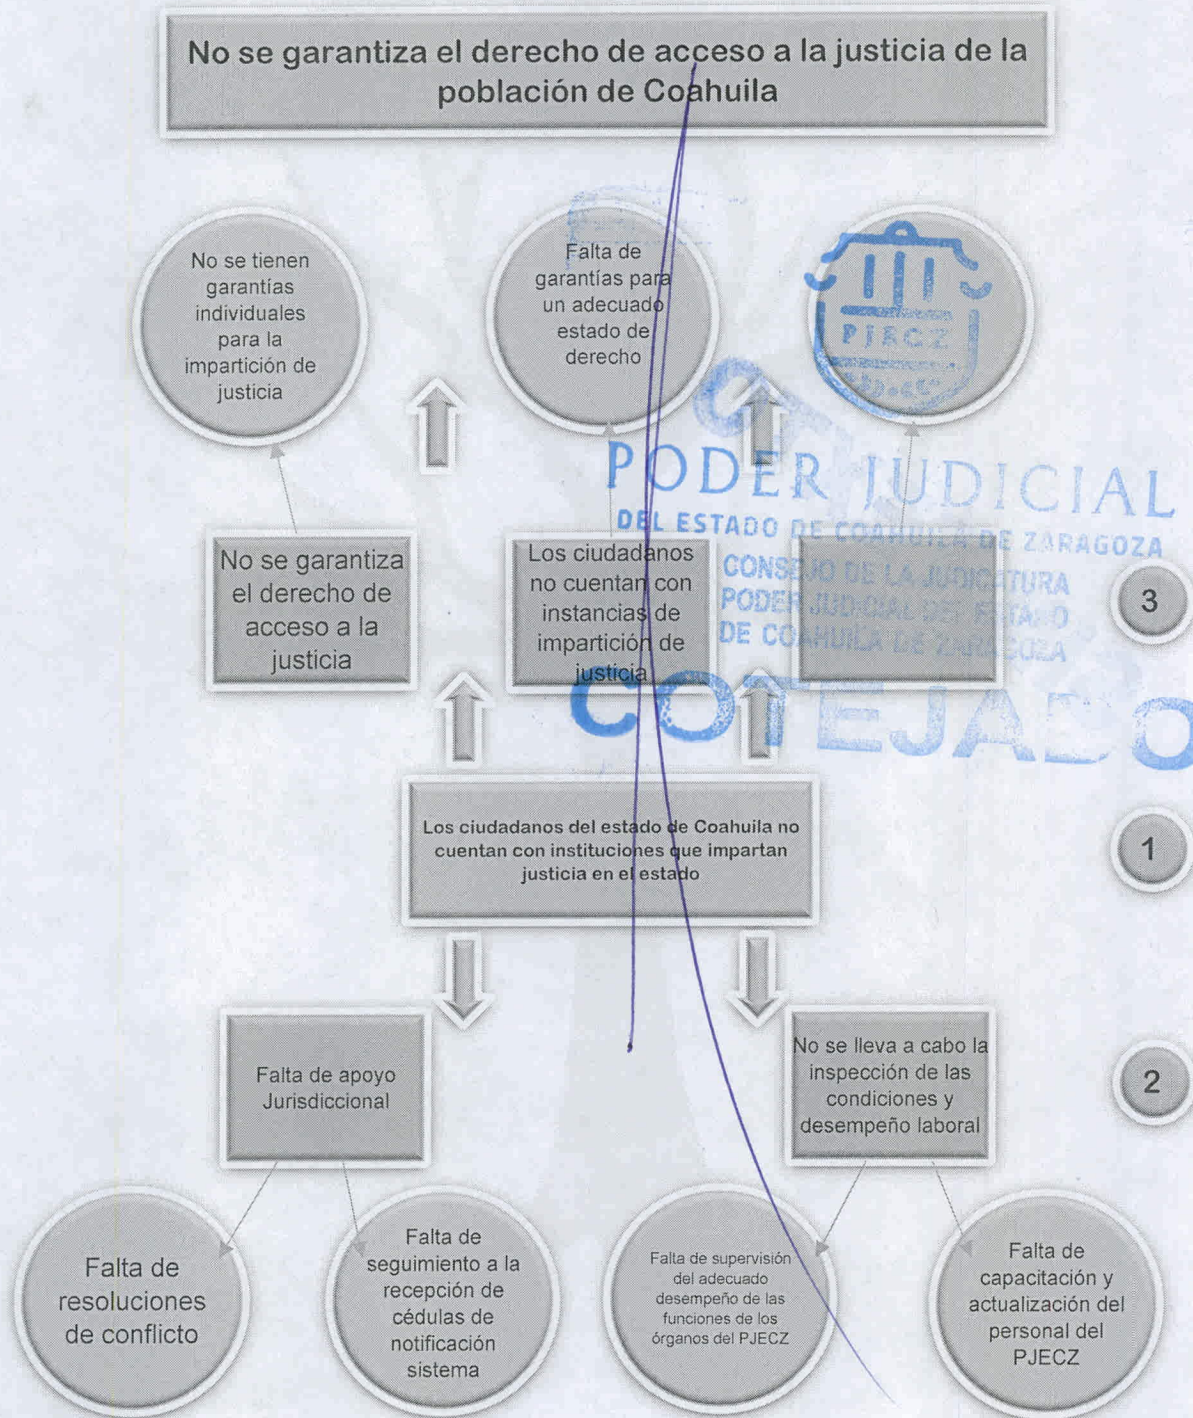 No se garantiza el derecho de acceso a la justicia de la
población de Coahuila
No se tienen
garantías
individuales
para la
impartición de
justicia
Falta de
garantías para
un adecuado
estado de
derecho
PJECZ
PODER JUDICIAL
DEL ESTADO DE COAHUILA DE ZARAGOZA
CONSEJO DE LA JUDICATURA
PODER JUDICIAL DEL ESTADO
DE COAHUILA DE ZARAGOZA
COTEJADO
No se garantiza
el derecho de
acceso a la
justicia
Los ciudadanos
no cuentan con
instancias de
impartición de
justicia
3
Los ciudadanos del estado de Coahuila no
cuentan con instituciones que impartan
justicia en el estado
1
Falta de apoyo
Jurisdiccional
No se lleva a cabo la
inspección de las
condiciones y
desempeño laboral
2
Falta de
resoluciones
de conflicto
Falta de
seguimiento a la
recepción de
cédulas de
notificación
sistema
Falta de supervisión
del adecuado
desempeño de las
funciones de los
órganos del PJECZ
Falta de
capacitación y
actualización del
personal del
PJECZ